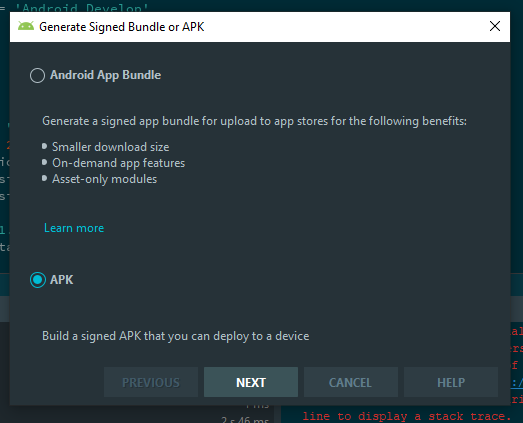 = 'Android Develop'
Generate Signed Bundle or APK
Android App Bundle
Generate a signed app bundle for upload to app stores for the following benefits:
Smaller download size
On-demand app features
Asset-only modules
Learn more
APK
Build a signed APK that you can deploy to a device
PREVIOUS
NEXT
CANCEL
HELP
2 s 46 ms
line to display a stack trace.